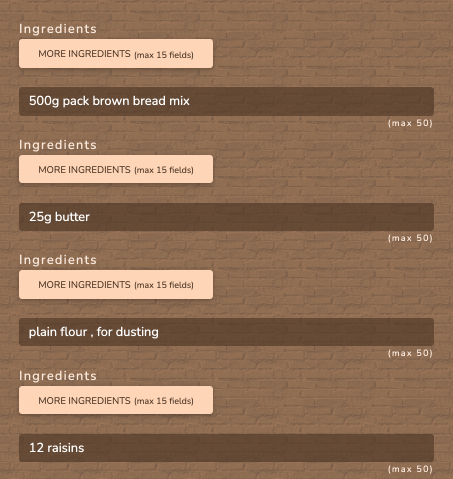 Ingredients
MORE INGREDIENTS (max 15 fields)
500g pack brown bread mix
(max 50)
Ingredients
MORE INGREDIENTS (max 15 fields)
25g butter
(max 50)
Ingredients
MORE INGREDIENTS (max 15 fields)
plain flour , for dusting
(max 50)
Ingredients
MORE INGREDIENTS (max 15 fields)
12 raisins
(max 50)